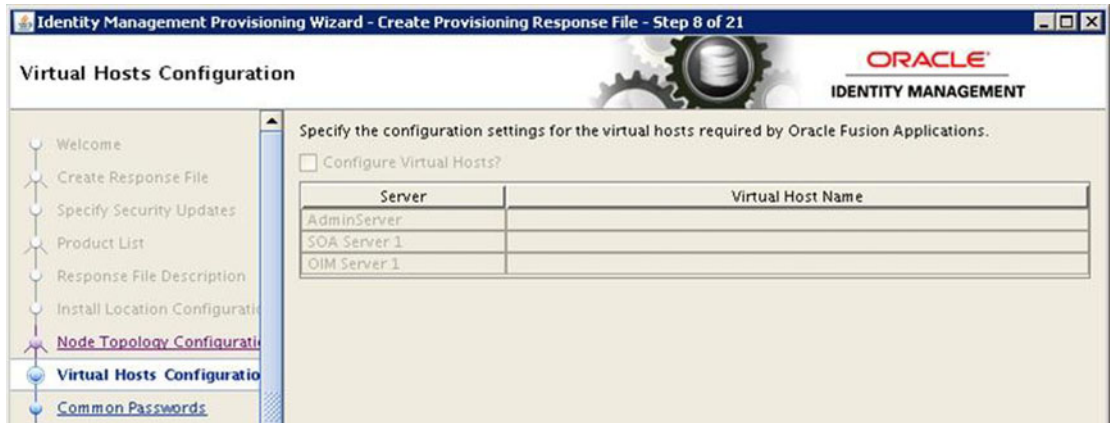 Identity Management Provisioning Wizard - Create Provisioning Response File - Step 8 of 21
Virtual Hosts Configuration
ORACLE
IDENTITY MANAGEMENT
Welcome
Create Response File
Specify Security Updates
Product List
Response File Description
Install Location Configuratio
Node Topology Configuratio
Virtual Hosts Configuratio
Common Passwords
Specify the configuration settings for the virtual hosts required by Oracle Fusion Applications.
Configure Virtual Hosts?
Server Virtual Host Name
AdminServer
SOA Server 1
OIM Server 1